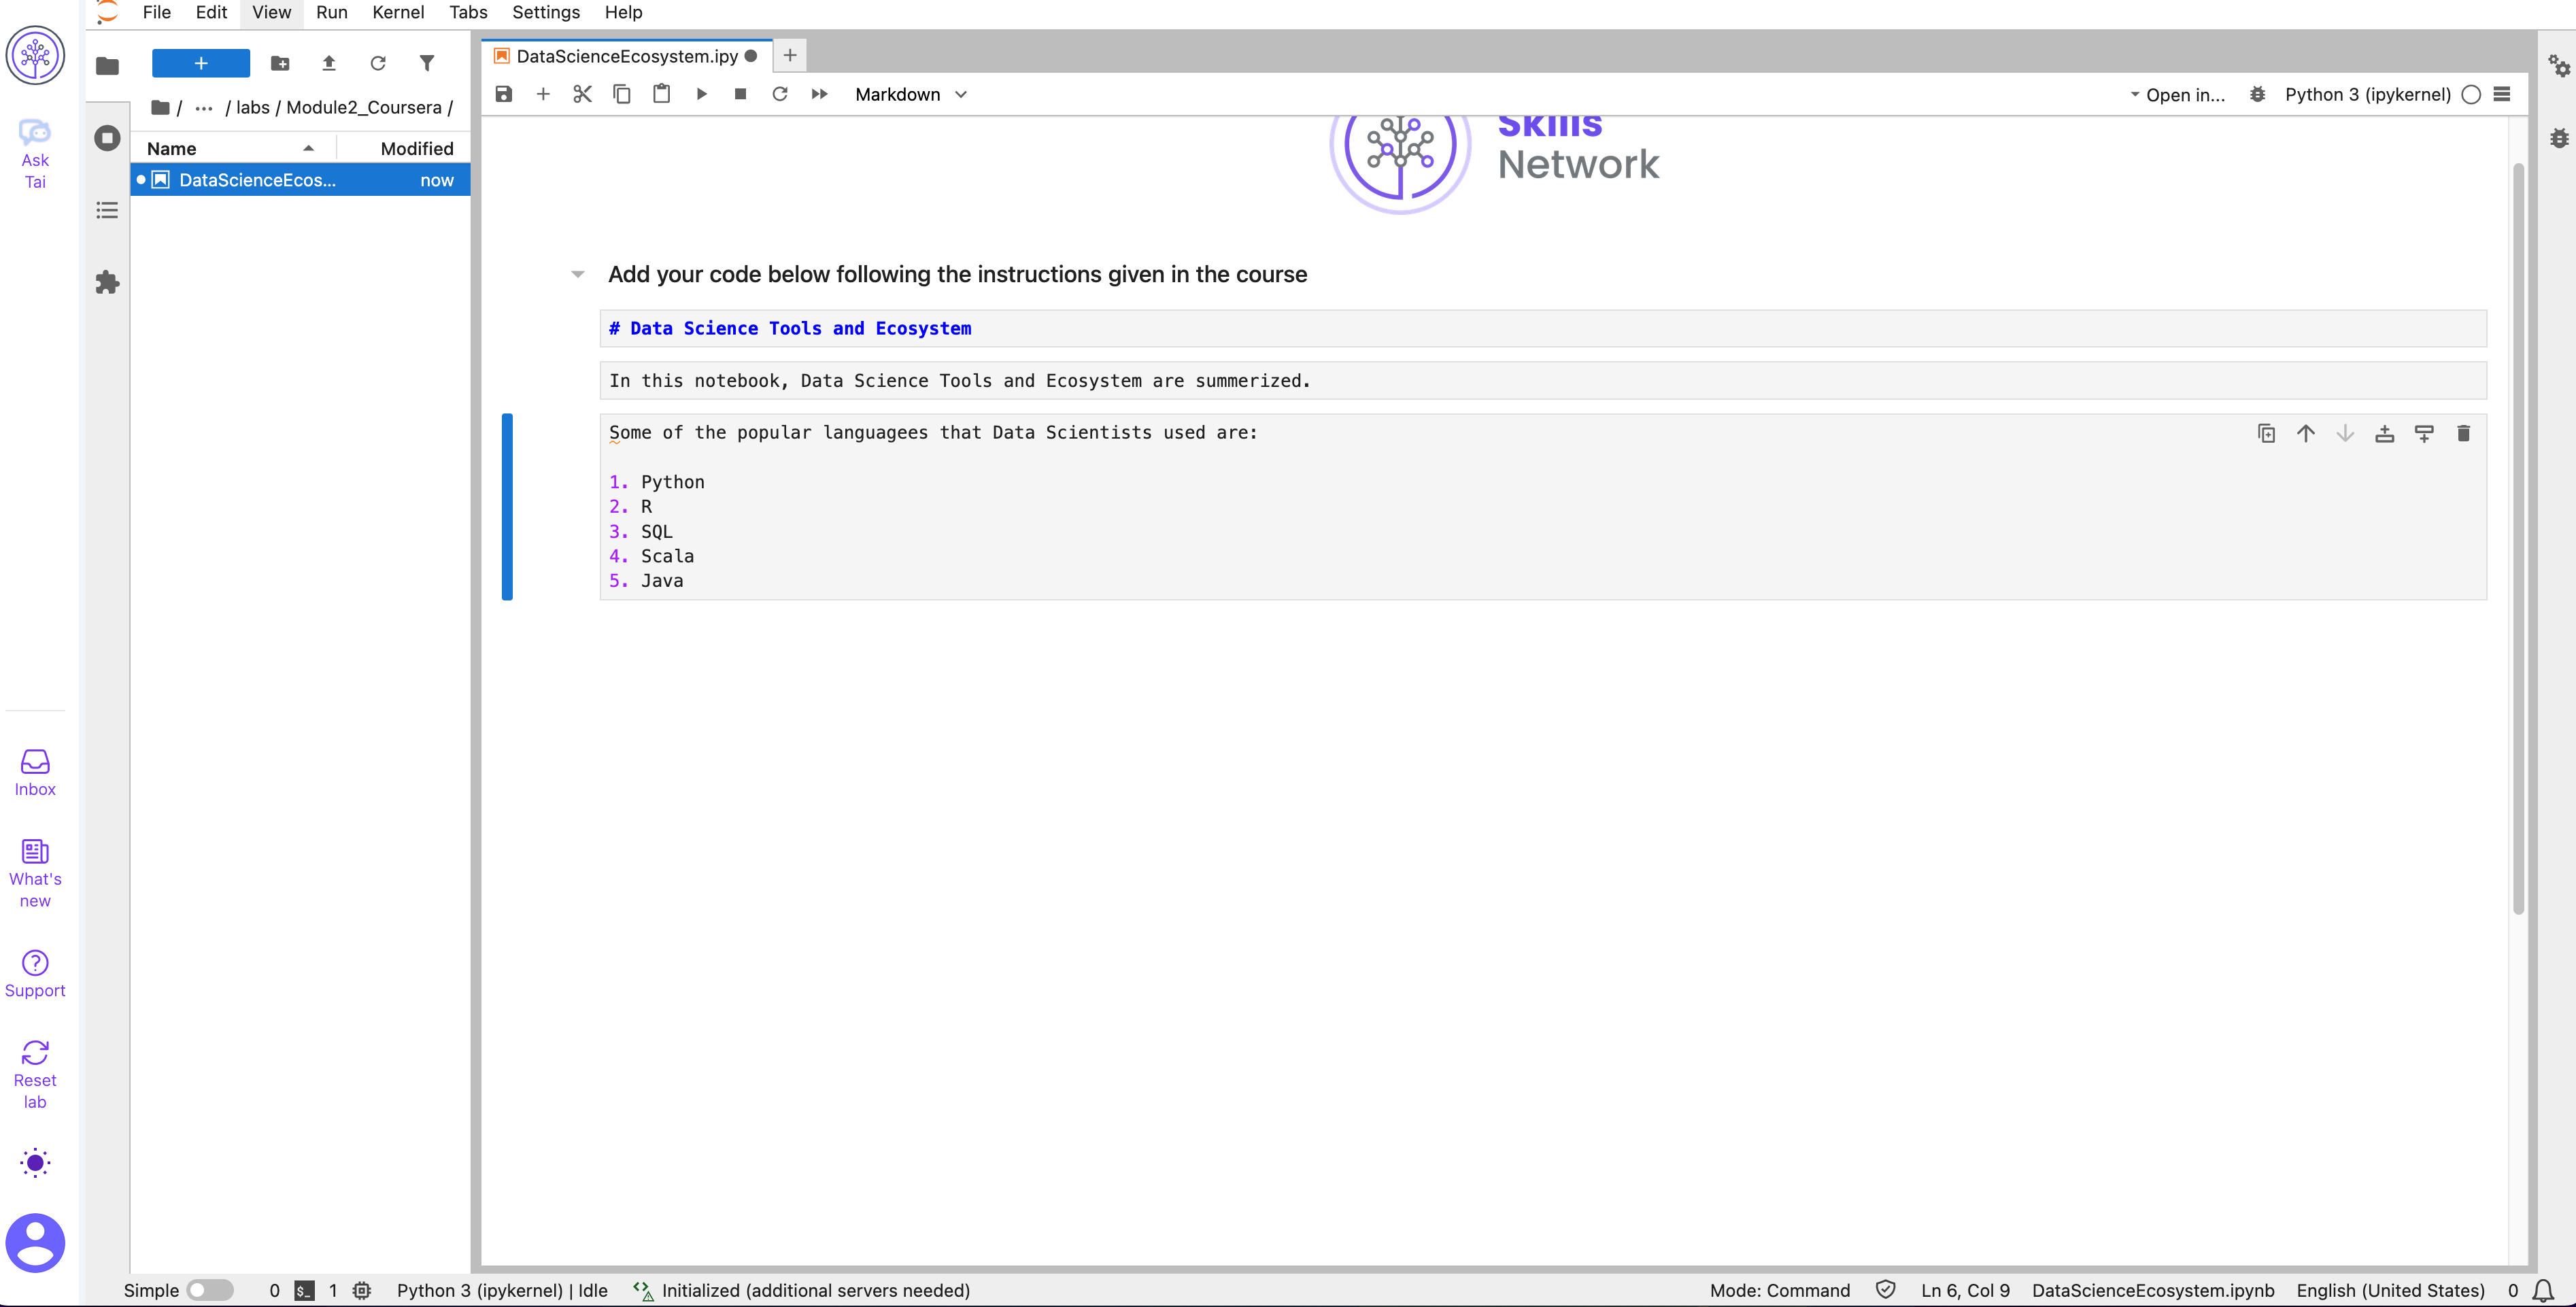 File Edit View Run Kernel Tabs Settings Help
Ask
Tai
+
/ ... / labs / Module2_Coursera /
Name Modified
DataScienceEcos... now
DataScienceEcosystem.ipy
Markdown
Open in... Python 3 (ipykernel)
Skills
Network
Add your code below following the instructions given in the course
# Data Science Tools and Ecosystem
In this notebook, Data Science Tools and Ecosystem are summerized.
Some of the popular languagees that Data Scientists used are:
1. Python
2. R
3. SQL
4. Scala
5. Java
Inbox
What's
new
Support
Reset
lab
Simple 0 $_ 1 Python 3 (ipykernel) | Idle Initialized (additional servers needed) Mode: Command Ln 6, Col 9 DataScienceEcosystem.ipynb English (United States) 0